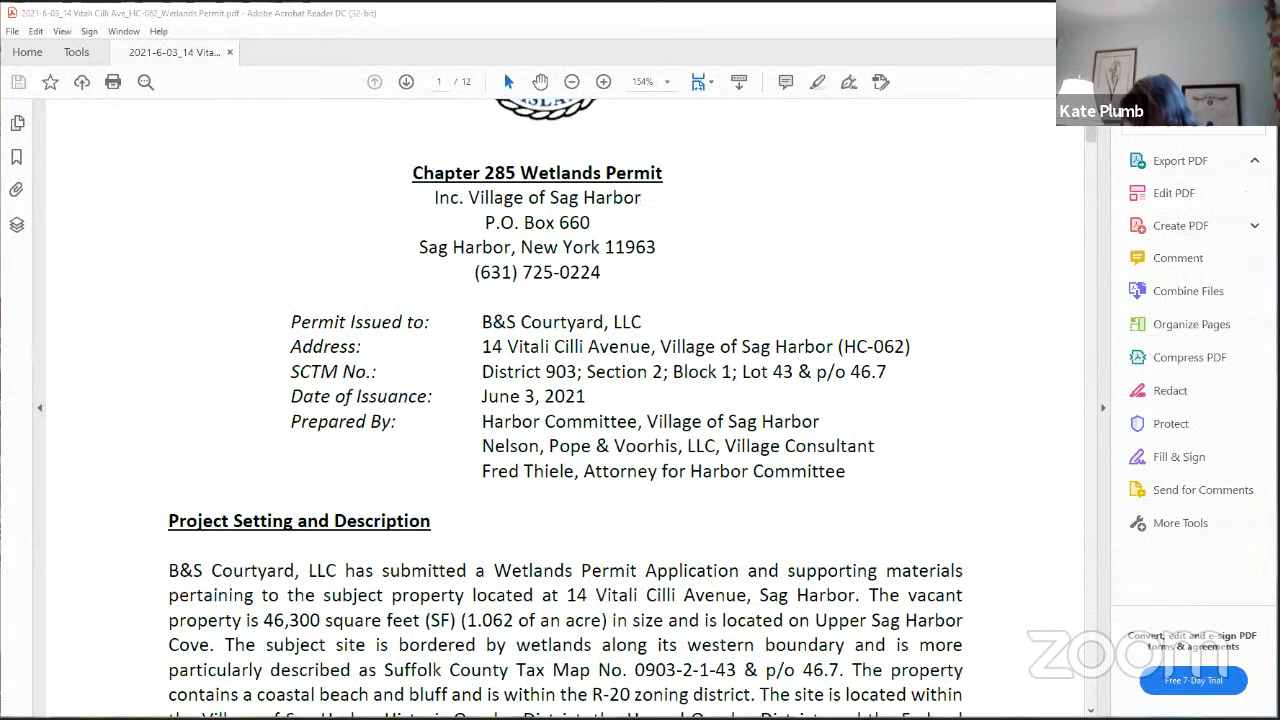 2021-6-03_14 Vitali Cilli Ave_HC-062_Wetlands Permit.pdf - Adobe Acrobat Reader DC (32-bit)
File Edit View Sign Window Help
Home Tools 2021-6-03_14 Vita... ×
1 / 12 154%
Kate Plumb
ISLA
Chapter 285 Wetlands Permit
Inc. Village of Sag Harbor
P.O. Box 660
Sag Harbor, New York 11963
(631) 725-0224
Permit Issued to: B&S Courtyard, LLC
Address: 14 Vitali Cilli Avenue, Village of Sag Harbor (HC-062)
SCTM No.: District 903; Section 2; Block 1; Lot 43 & p/o 46.7
Date of Issuance: June 3, 2021
Prepared By: Harbor Committee, Village of Sag Harbor
Nelson, Pope & Voorhis, LLC, Village Consultant
Fred Thiele, Attorney for Harbor Committee
Project Setting and Description
B&S Courtyard, LLC has submitted a Wetlands Permit Application and supporting materials
pertaining to the subject property located at 14 Vitali Cilli Avenue, Sag Harbor. The vacant
property is 46,300 square feet (SF) (1.062 of an acre) in size and is located on Upper Sag Harbor
Cove. The subject site is bordered by wetlands along its western boundary and is more
particularly described as Suffolk County Tax Map No. 0903-2-1-43 & p/o 46.7. The property
contains a coastal beach and bluff and is within the R-20 zoning district. The site is located within
Export PDF
Edit PDF
Create PDF
Comment
Combine Files
Organize Pages
Compress PDF
Redact
Protect
Fill & Sign
Send for Comments
More Tools
Convert, edit and e-sign PDF
forms & agreements
Free 7-Day Trial
zoom